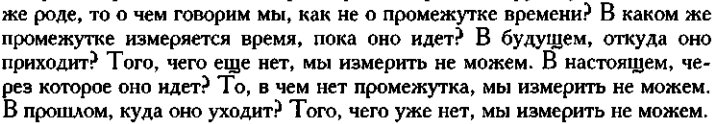 же роде, то о чем говорим мы, как не о промежутке времени? В каком же
промежутке измеряется время, пока оно идет? В будущем, откуда оно
приходит? Того, чего еще нет, мы измерить не можем. В настоящем, че-
рез которое оно идет? То, в чем нет промежутка, мы измерить не можем.
В прошлом, куда оно уходит? Того, чего уже нет, мы измерить не можем.